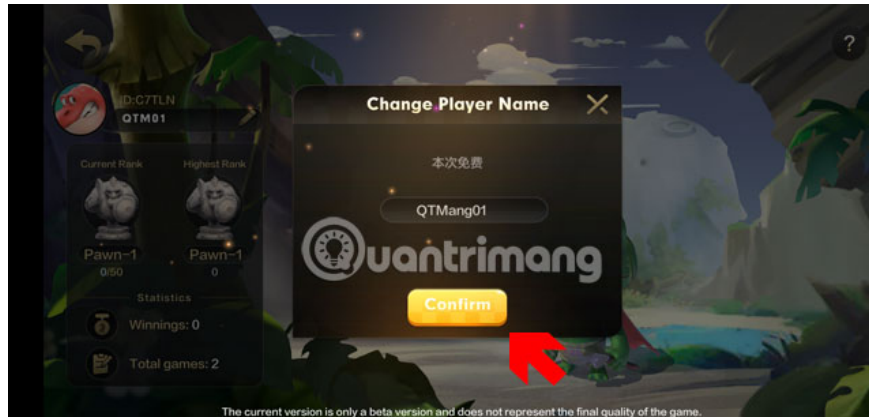 ?
ID:C7TLN
QTM01
Current Rank
Highest Rank
Pawn-1
Pawn-1
0/50
0
Statistics
Winnings: 0
Total games: 2
Change Player Name
本次免费
QTMang01
Quantrimang
Confirm
The current version is only a beta version and does not represent the final quality of the game.